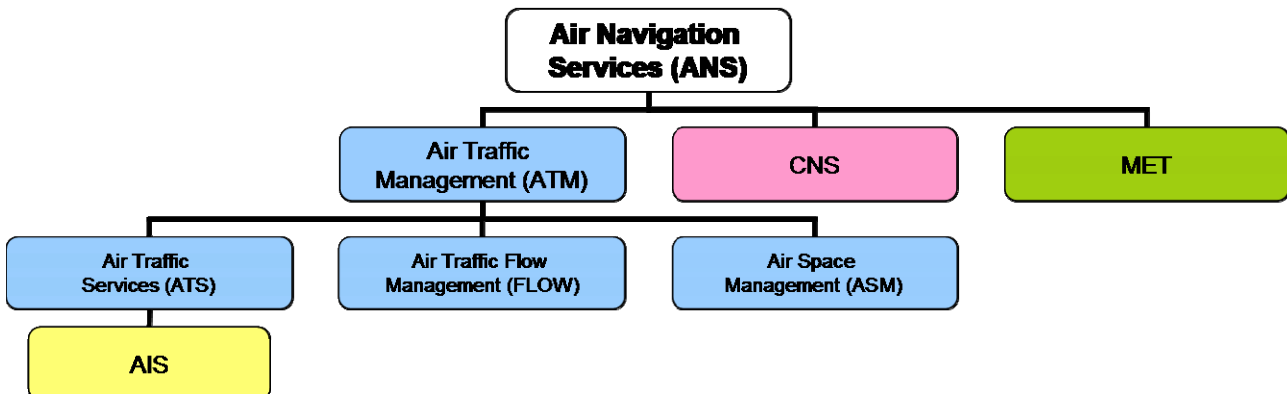 Air Navigation
Services (ANS)
Air Traffic
Management (ATM)
CNS
MET
Air Traffic
Services (ATS)
Air Traffic Flow
Management (FLOW)
Air Space
Management (ASM)
AIS